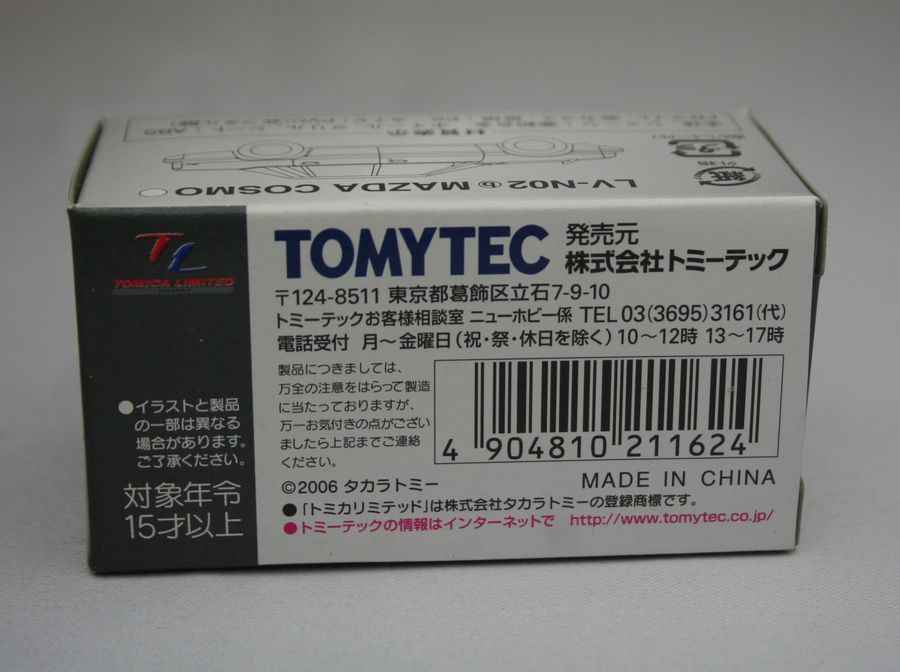 LV-N02 b MAZDA COSMO
材質表示
TOMICA LIMITED
TOMYTEC
発売元
株式会社トミーテック
〒124-8511 東京都葛飾区立石7-9-10
トミーテックお客様相談室 ニューホビー係 TEL 03(3695)3161(代)
電話受付 月～金曜日(祝・祭・休日を除く)10～12時 13～17時
製品につきましては、
万全の注意をはらって製造
に当たっておりますが、
万一お気付きの点がござい
ましたら上記までご連絡
ください。
4 904810 211624
●イラストと製品
の一部は異なる
場合があります。
ご了承ください。
対象年令
15才以上
©2006 タカラトミー
MADE IN CHINA
●「トミカリミテッド」は株式会社タカラトミーの登録商標です。
●トミーテックの情報はインターネットで http://www.tomytec.co.jp/